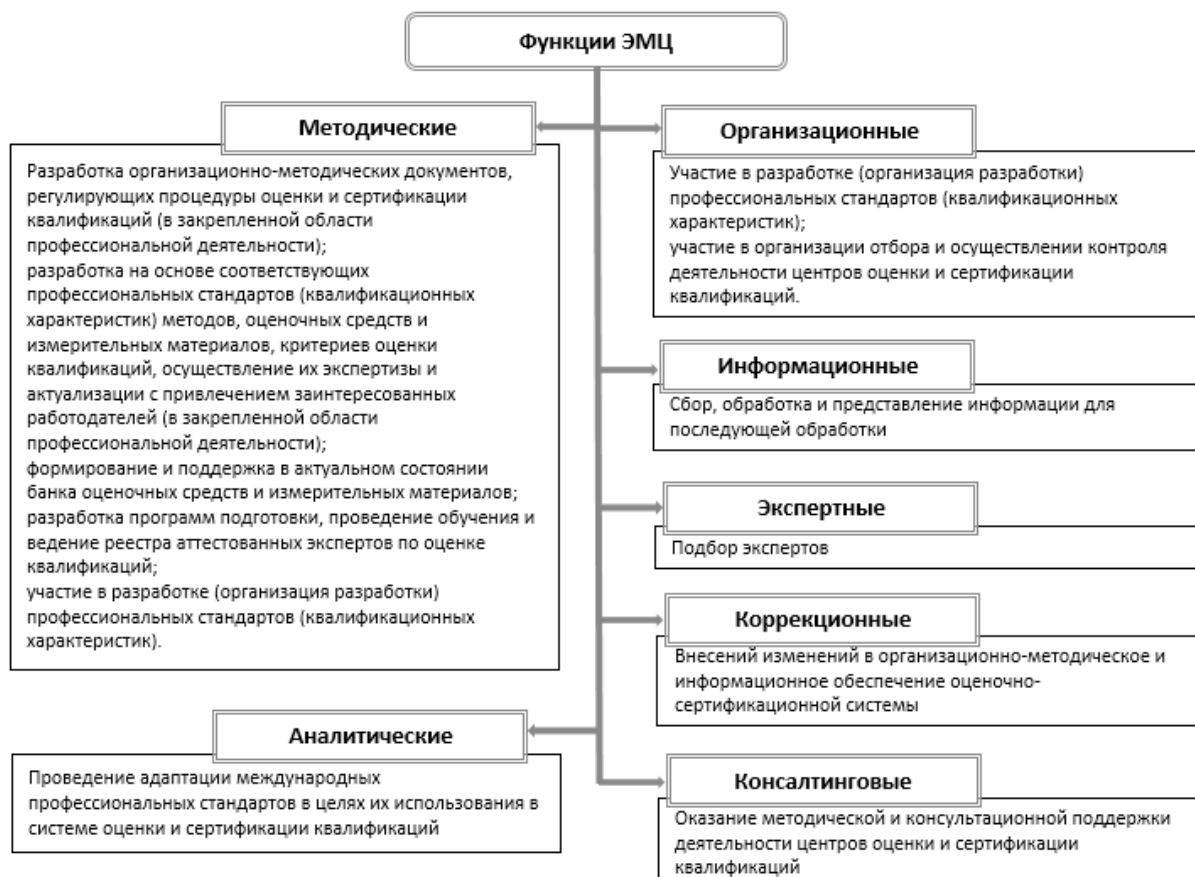 Функции ЭМЦ
Методические
Разработка организационно-методических документов,
регулирующих процедуры оценки и сертификации
квалификаций (в закрепленной области
профессиональной деятельности);
разработка на основе соответствующих
профессиональных стандартов (квалификационных
характеристик) методов, оценочных средств и
измерительных материалов, критериев оценки
квалификаций, осуществление их экспертизы и
актуализации с привлечением заинтересованных
работодателей (в закрепленной области
профессиональной деятельности);
формирование и поддержка в актуальном состоянии
банка оценочных средств и измерительных материалов;
разработка программ подготовки, проведение обучения и
ведение реестра аттестованных экспертов по оценке
квалификаций;
участие в разработке (организация разработки)
профессиональных стандартов (квалификационных
характеристик).
Аналитические
Проведение адаптации международных
профессиональных стандартов в целях их использования в
системе оценки и сертификации квалификаций
Организационные
Участие в разработке (организация разработки)
профессиональных стандартов (квалификационных
характеристик);
участие в организации отбора и осуществлении контроля
деятельности центров оценки и сертификации
квалификаций.
Информационные
Сбор, обработка и представление информации для
последующей обработки
Экспертные
Подбор экспертов
Коррекционные
Внесений изменений в организационно-методическое и
информационное обеспечение оценочно-
сертификационной системы
Консалтинговые
Оказание методической и консультационной поддержки
деятельности центров оценки и сертификации
квалификаций